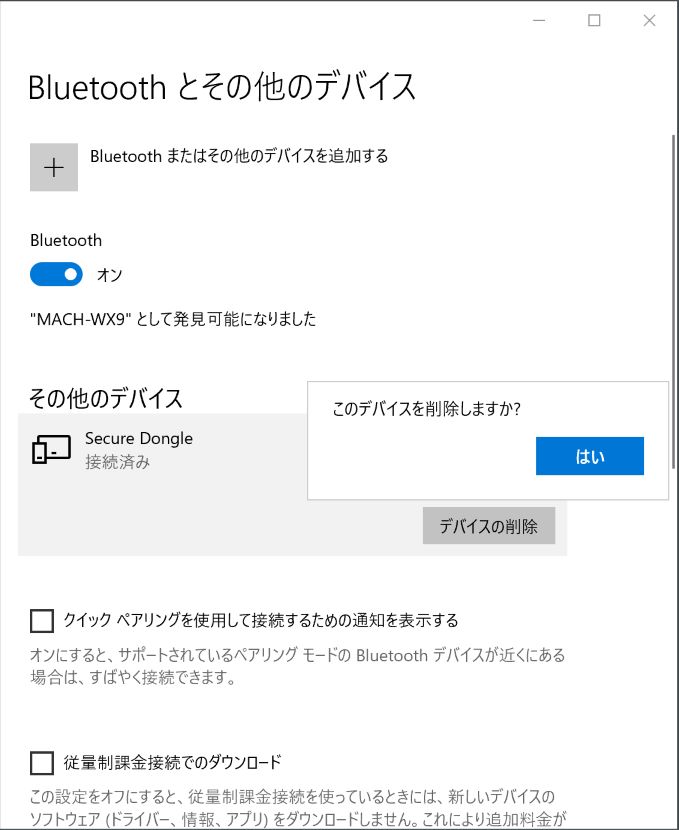 Bluetooth とその他のデバイス
Bluetooth またはその他のデバイスを追加する
Bluetooth
オン
"MACH-WX9" として発見可能になりました
その他のデバイス
このデバイスを削除しますか?
はい
Secure Dongle
接続済み
デバイスの削除
クイック ペアリングを使用して接続するための通知を表示する
オンにすると、サポートされているペアリング モードの Bluetooth デバイスが近くにある
場合は、すばやく接続できます。
従量制課金接続でのダウンロード
この設定をオフにすると、従量制課金接続を使っているときには、新しいデバイスの
ソフトウェア (ドライバー、情報、アプリ) をダウンロードしません。これにより追加料金が